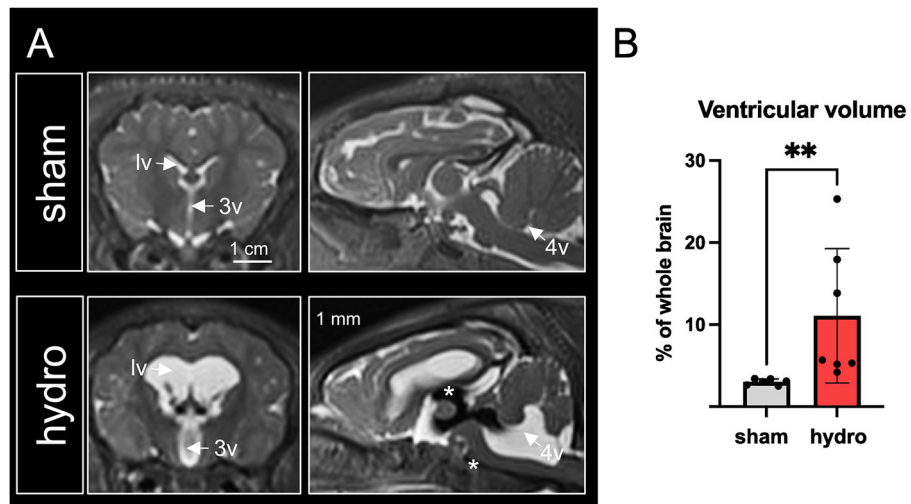 A
sham
lv
3v
1 cm
4v
hydro
lv
3v
1 mm
*
*
4v
B
Ventricular volume
**
% of whole brain
30
20
10
sham
hydro